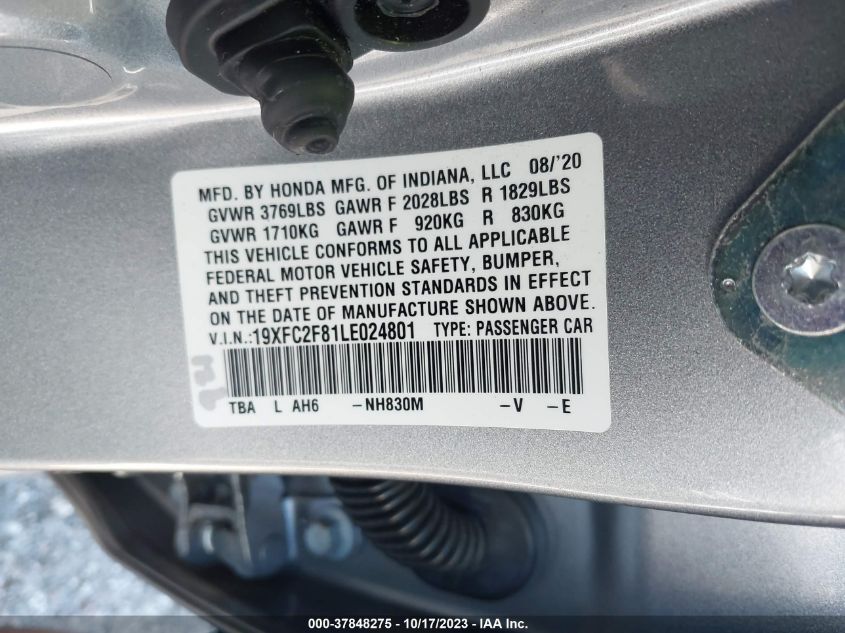 MFD. BY HONDA MFG. OF INDIANA, LLC 08/'20
GVWR 3769LBS GAWR F 2028LBS R 1829LBS
GVWR 1710KG GAWR F 920KG R 830KG
THIS VEHICLE CONFORMS TO ALL APPLICABLE
FEDERAL MOTOR VEHICLE SAFETY, BUMPER,
AND THEFT PREVENTION STANDARDS IN EFFECT
ON THE DATE OF MANUFACTURE SHOWN ABOVE.
V.I.N.:19XFC2F81LE024801 TYPE: PASSENGER CAR
TBA L AH6 -NH830M -V -E
000-37848275 - 10/17/2023 - IAA Inc.